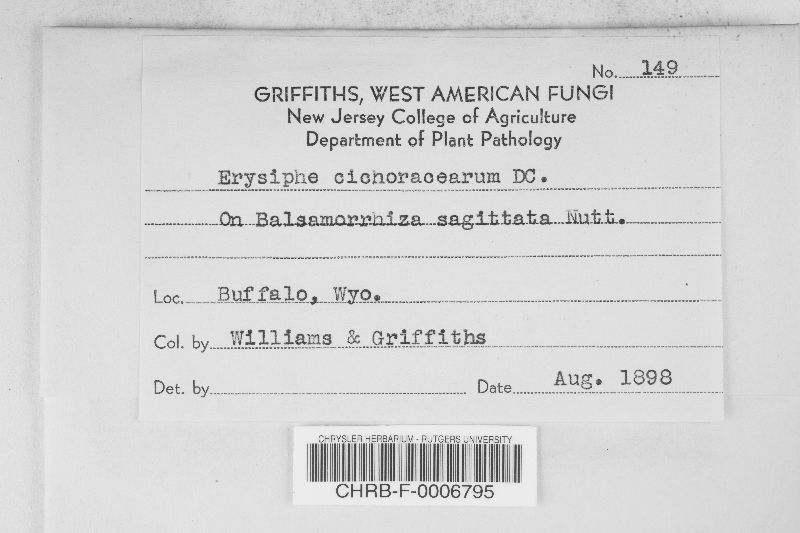 No. 149
GRIFFITHS, WEST AMERICAN FUNGI
New Jersey College of Agriculture
Department of Plant Pathology
Erysiphe cichoracearum DC.
On Balsamorrhiza sagittata Nutt.
Loc. Buffalo, Wyo.
Col. by Williams & Griffiths
Det. by
Date Aug. 1898
CHRYSLER HERBARIUM - RUTGERS UNIVERSITY
CHRB-F-0006795